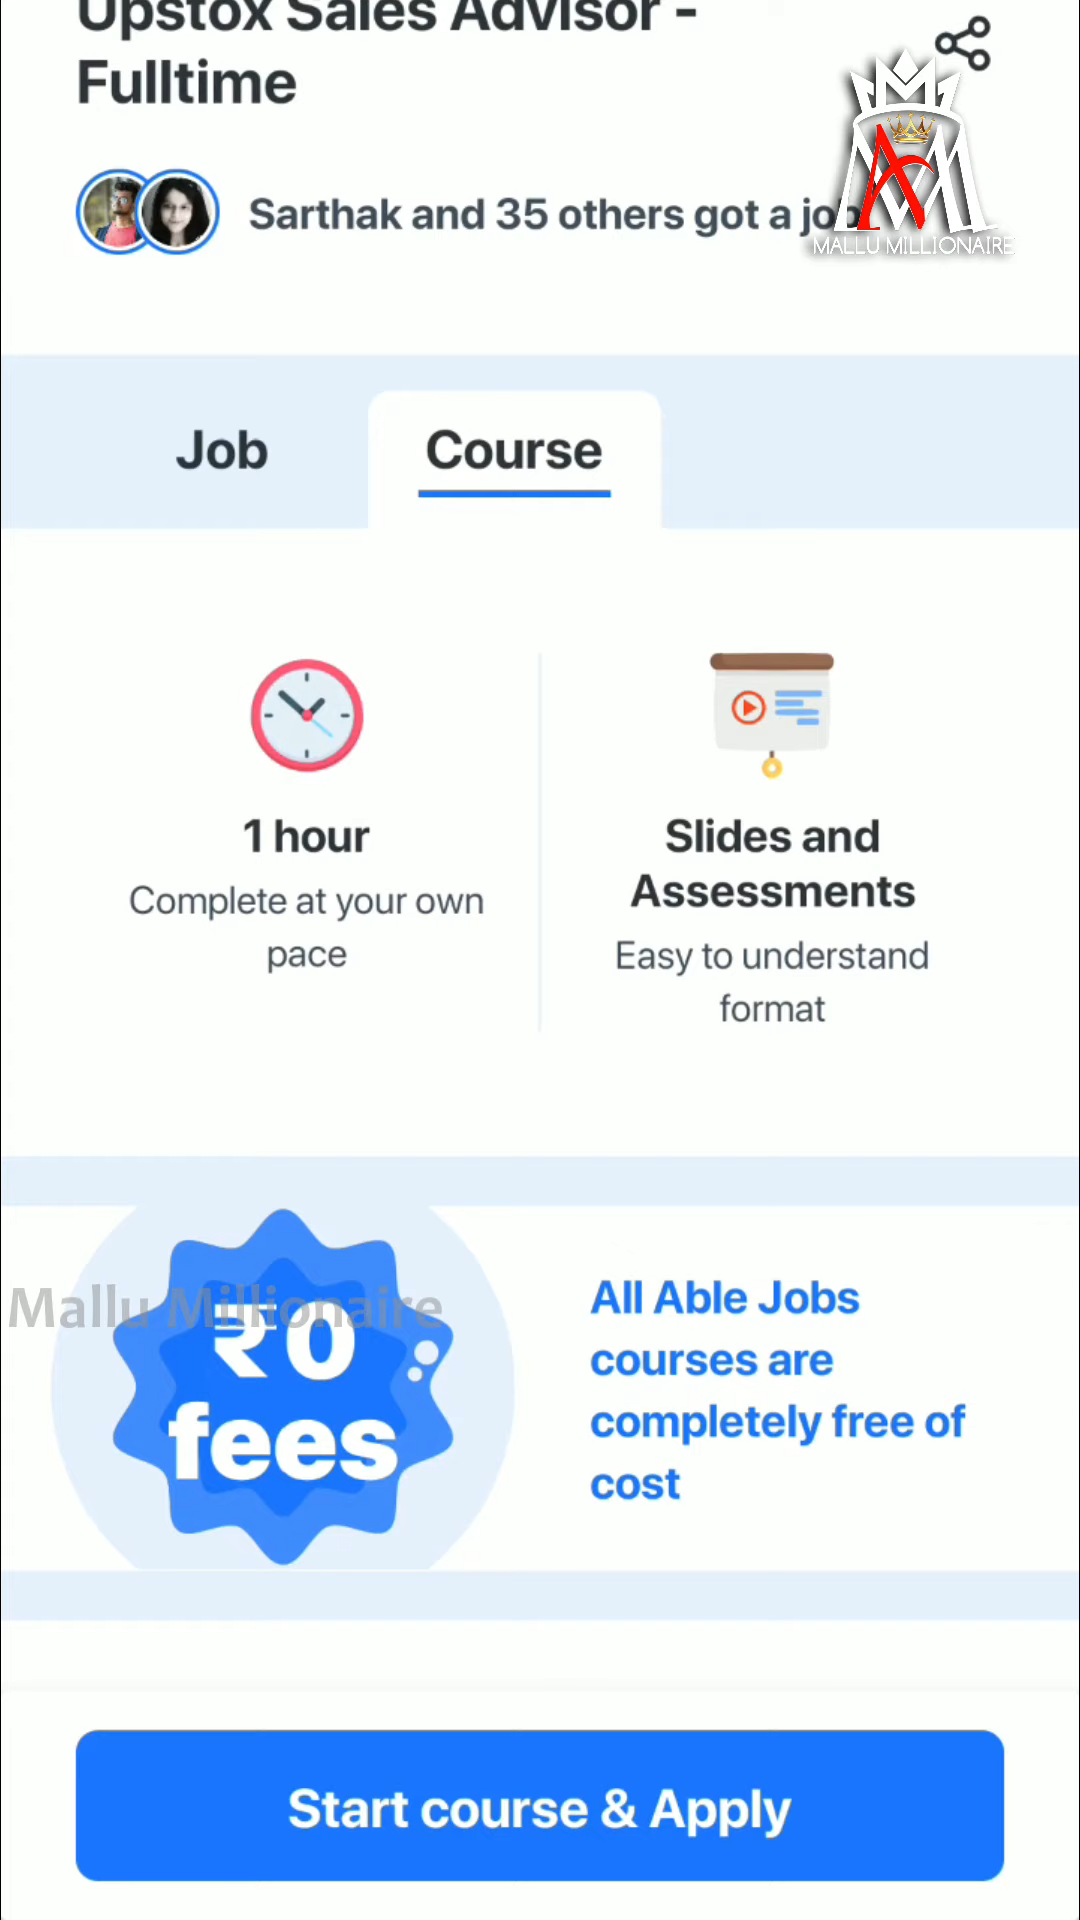 Upstox Sales Advisor -
Fulltime
Sarthak and 35 others got a job
MALLU MILLIONAIRE
Job
Course
1 hour
Complete at your own
pace
Slides and
Assessments
Easy to understand
format
Mallu Millionaire
₹0
fees
All Able Jobs
courses are
completely free of
cost
Start course & Apply